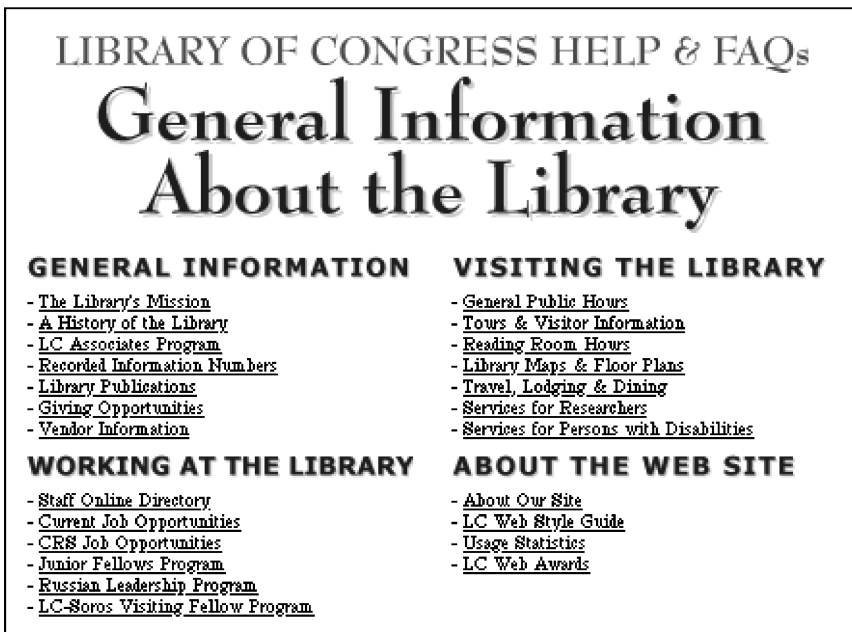 LIBRARY OF CONGRESS HELP & FAQs
General Information
About the Library
GENERAL INFORMATION
- The Library's Mission
- A History of the Library
- LC Associates Program
- Recorded Information Numbers
- Library Publications
- Giving Opportunities
- Vendor Information
VISITING THE LIBRARY
- General Public Hours
- Tours & Visitor Information
- Reading Room Hours
- Library Maps & Floor Plans
- Travel, Lodging & Dining
- Services for Researchers
- Services for Persons with Disabilities
WORKING AT THE LIBRARY
- Staff Online Directory
- Current Job Opportunities
- CRS Job Opportunities
- Junior Fellows Program
- Russian Leadership Program
- LC-Soros Visiting Fellow Program
ABOUT THE WEB SITE
- About Our Site
- LC Web Style Guide
- Usage Statistics
- LC Web Awards